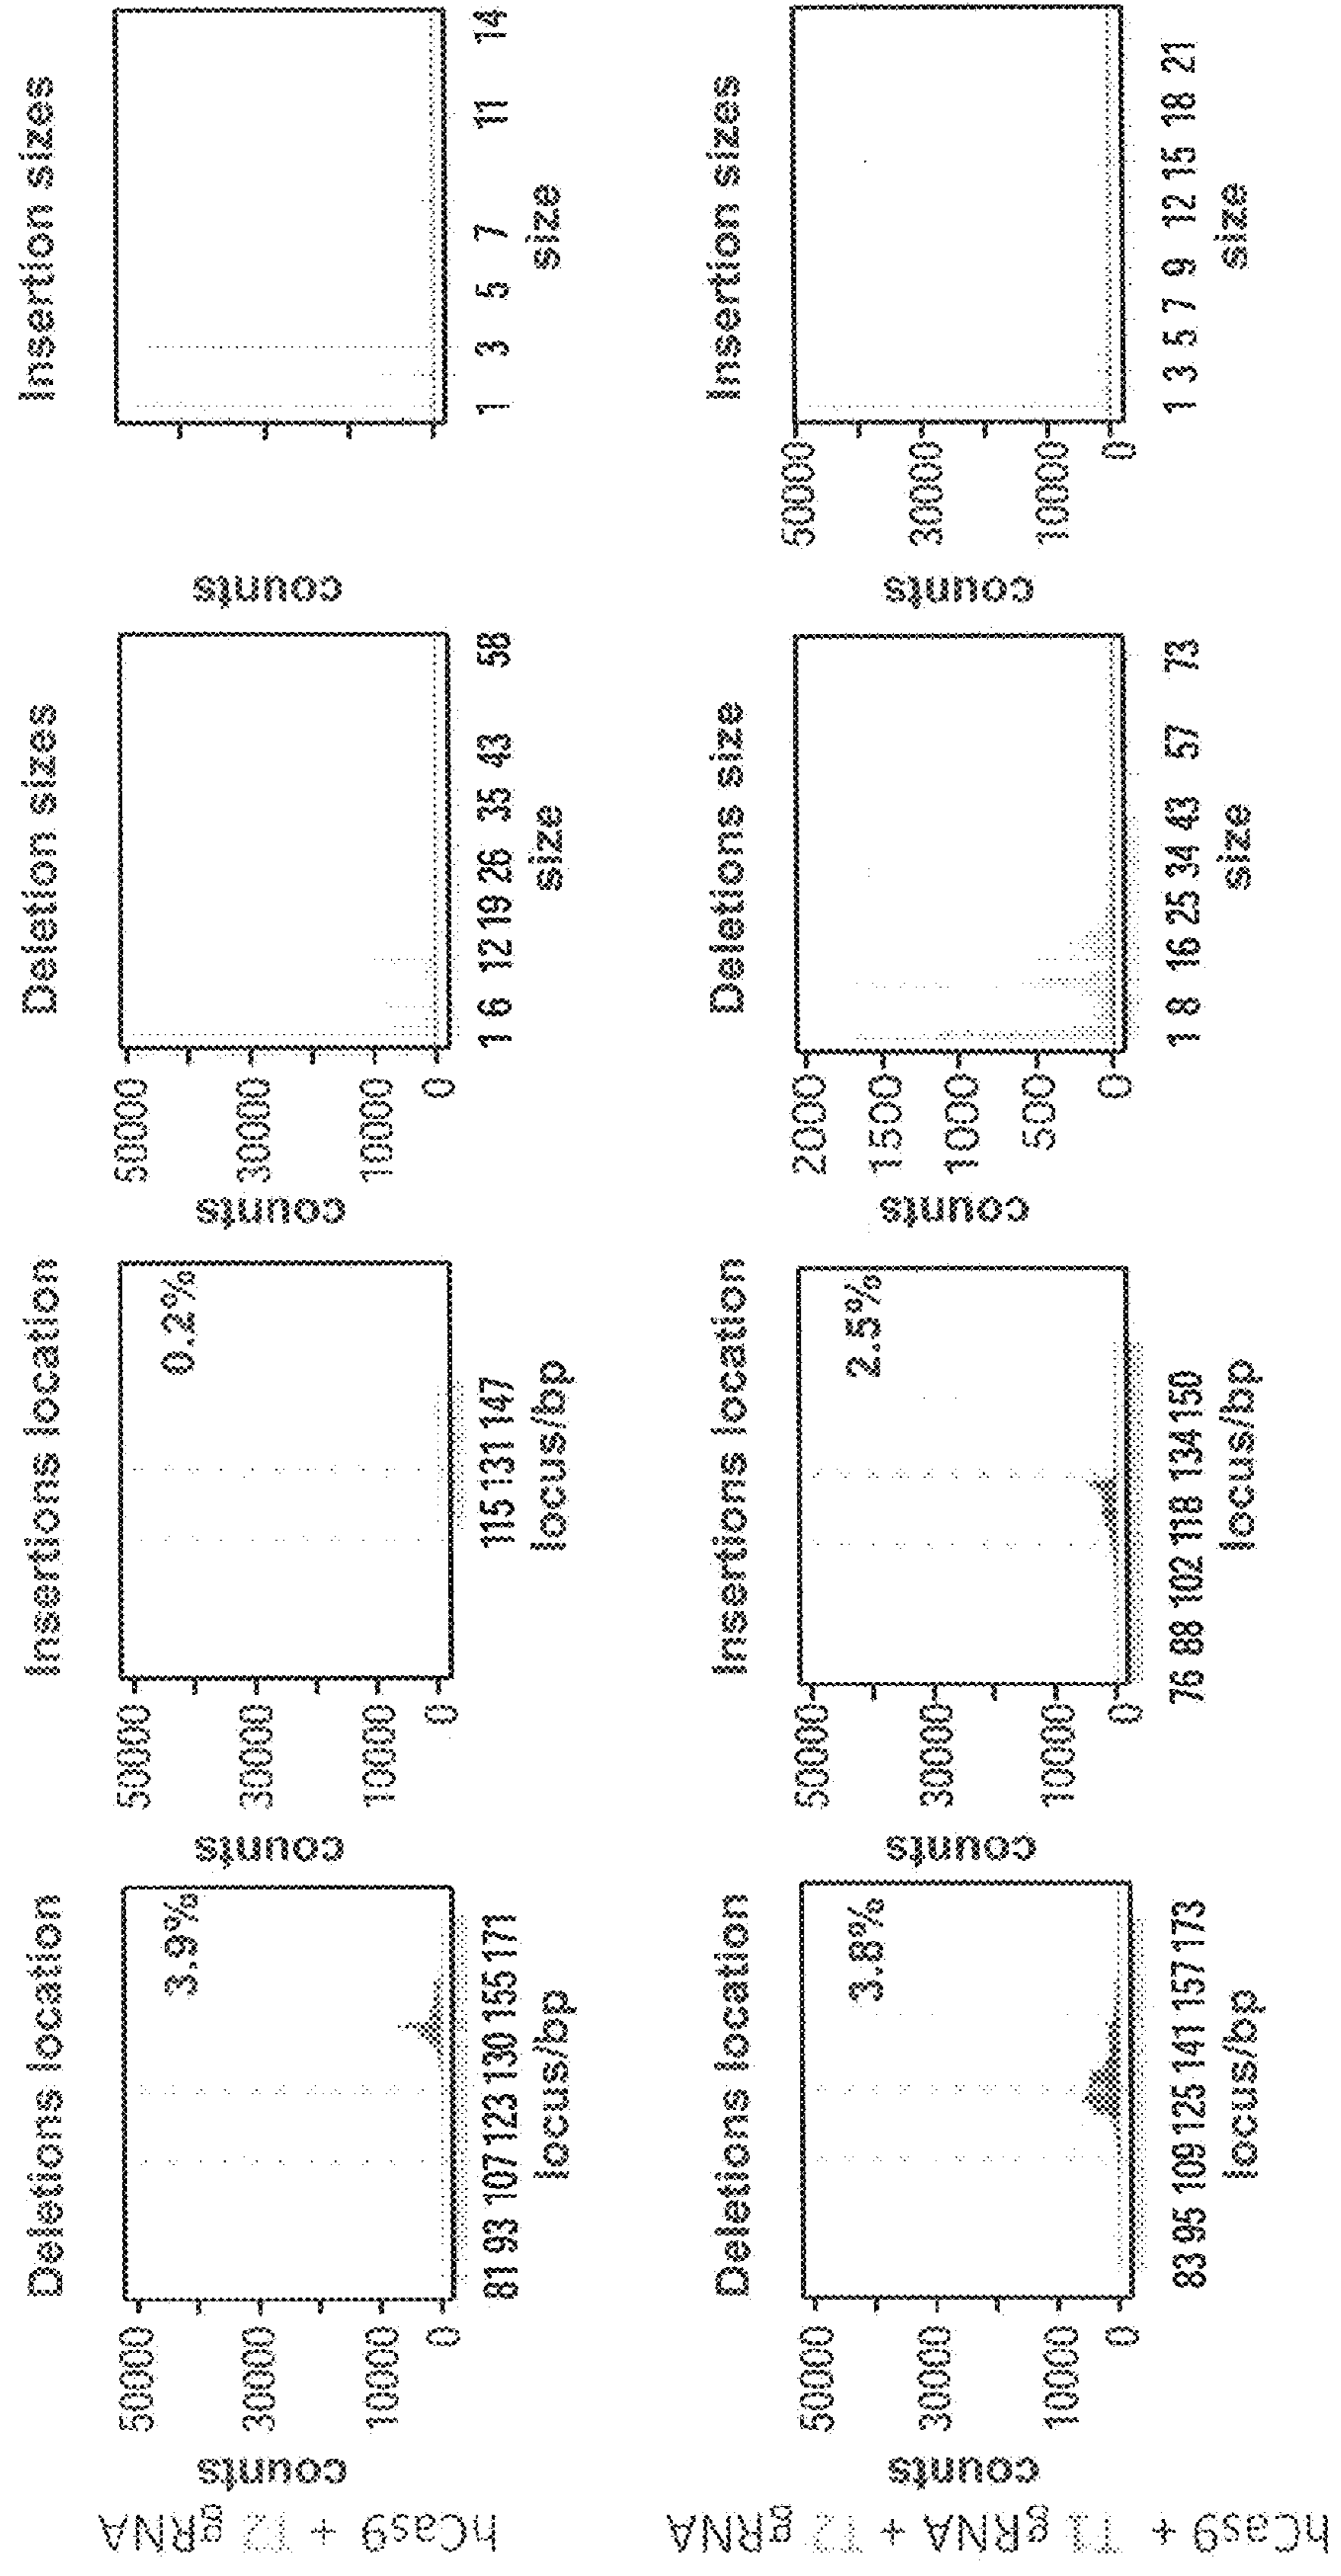 hCas9 + T2 gRNA
Deletions location
counts
50000
30000
10000
0
3.9%
81 93 107 123 130 155 171
locus/bp
Insertions location
counts
50000
30000
10000
0
0.2%
115 131 147
locus/bp
Deletion sizes
counts
50000
30000
10000
0
1 6 12 19 26 35 43 58
size
Insertion sizes
counts
1 3 5 7 11 14
size
hCas9 + T1 gRNA + T2 gRNA
Deletions location
counts
50000
30000
10000
0
3.8%
83 95 109 125 141 157 173
locus/bp
Insertions location
counts
50000
30000
10000
0
2.5%
76 88 102 118 134 150
locus/bp
Deletions size
counts
2000
1500
1000
500
0
1 8 16 25 34 43 57 73
size
Insertion sizes
counts
50000
30000
10000
0
1 3 5 7 9 12 15 18 21
size